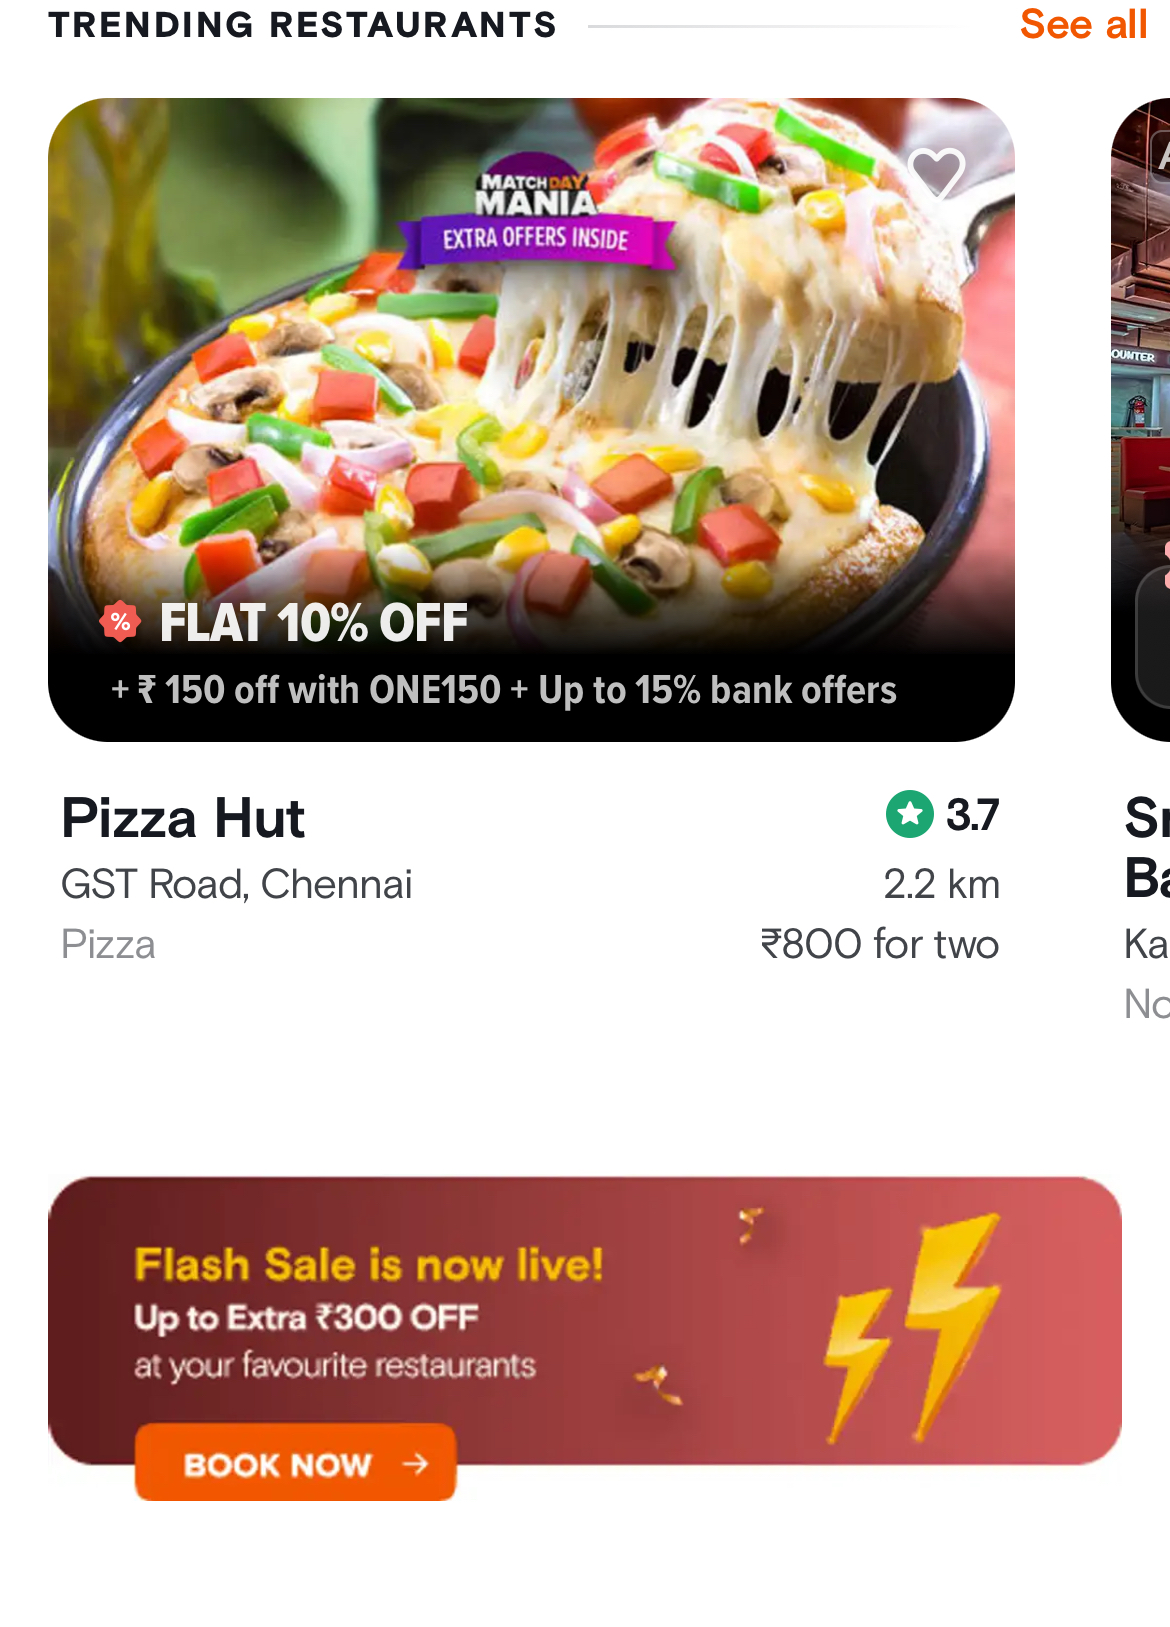 TRENDING RESTAURANTS
See all
MATCHDAY
MANIA
EXTRA OFFERS INSIDE
OUNTER
% FLAT 10% OFF
+ ₹ 150 off with ONE150 + Up to 15% bank offers
Pizza Hut
3.7
GST Road, Chennai
2.2 km
Pizza
₹800 for two
Sr
Ba
Ka
No
Flash Sale is now live!
Up to Extra ₹300 OFF
at your favourite restaurants
BOOK NOW →